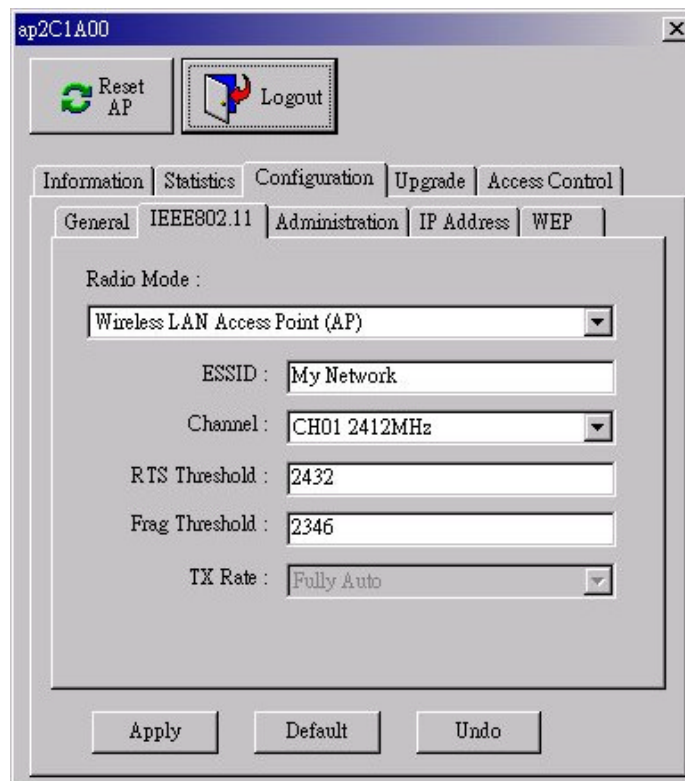 ap2C1A00
Reset
AP
Logout
Information Statistics Configuration Upgrade Access Control
General IEEE802.11 Administration IP Address WEP
Radio Mode :
Wireless LAN Access Point (AP)
ESSID : My Network
Channel : CH01 2412MHz
RTS Threshold : 2432
Frag Threshold : 2346
TX Rate : Fully Auto
Apply Default Undo